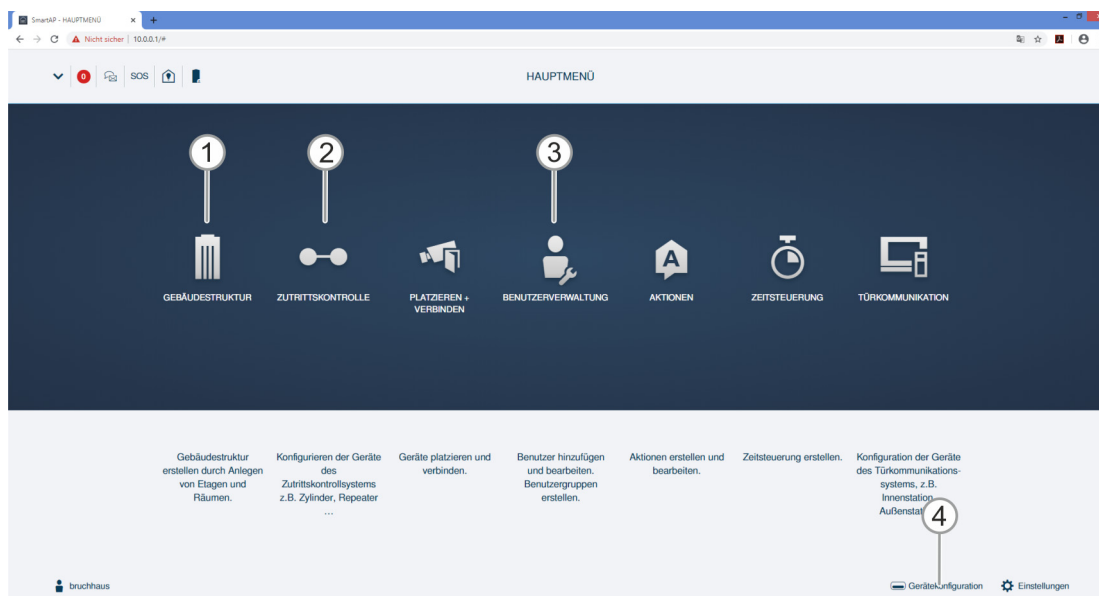 SmartAP - HAUPTMENÜ
Nicht sicher | 10.0.0.1/#
0
SOS
HAUPTMENÜ
1
2
3
GEBÄUDESTRUKTUR
ZUTRITTSKONTROLLE
PLATZIEREN +
VERBINDEN
BENUTZERVERWALTUNG
A
AKTIONEN
ZEITSTEUERUNG
TÜRKOMMUNIKATION
Gebäudestruktur
erstellen durch Anlegen
von Etagen und
Räumen.
Konfigurieren der Geräte
des
Zutrittskontrollsystems
z.B. Zylinder, Repeater
...
Geräte platzieren und
verbinden.
Benutzer hinzufügen
und bearbeiten.
Benutzergruppen
erstellen.
Aktionen erstellen und
bearbeiten.
Zeitsteuerung erstellen.
Configuration der Geräte
des Türkommunikations-
systems, z.B.
Innenstation
4
bruchhaus
Gerätekonfiguration
Einstellungen